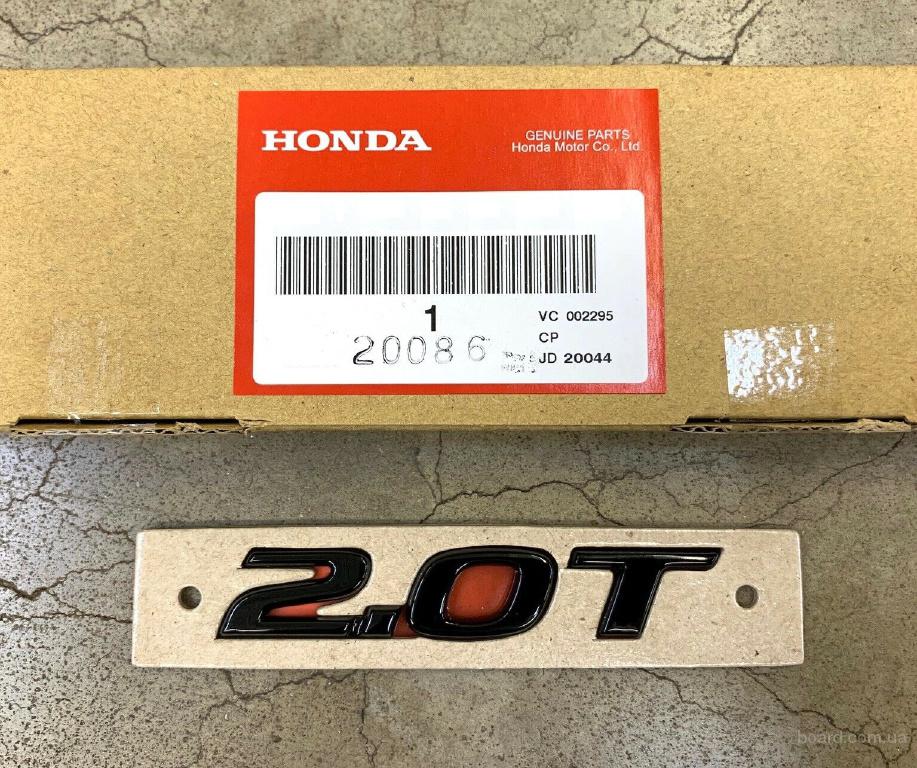 HONDA
GENUINE PARTS
Honda Motor Co., Ltd
1
VC 002295
20086
CP
JD 20044
2.0T
board.com.ua